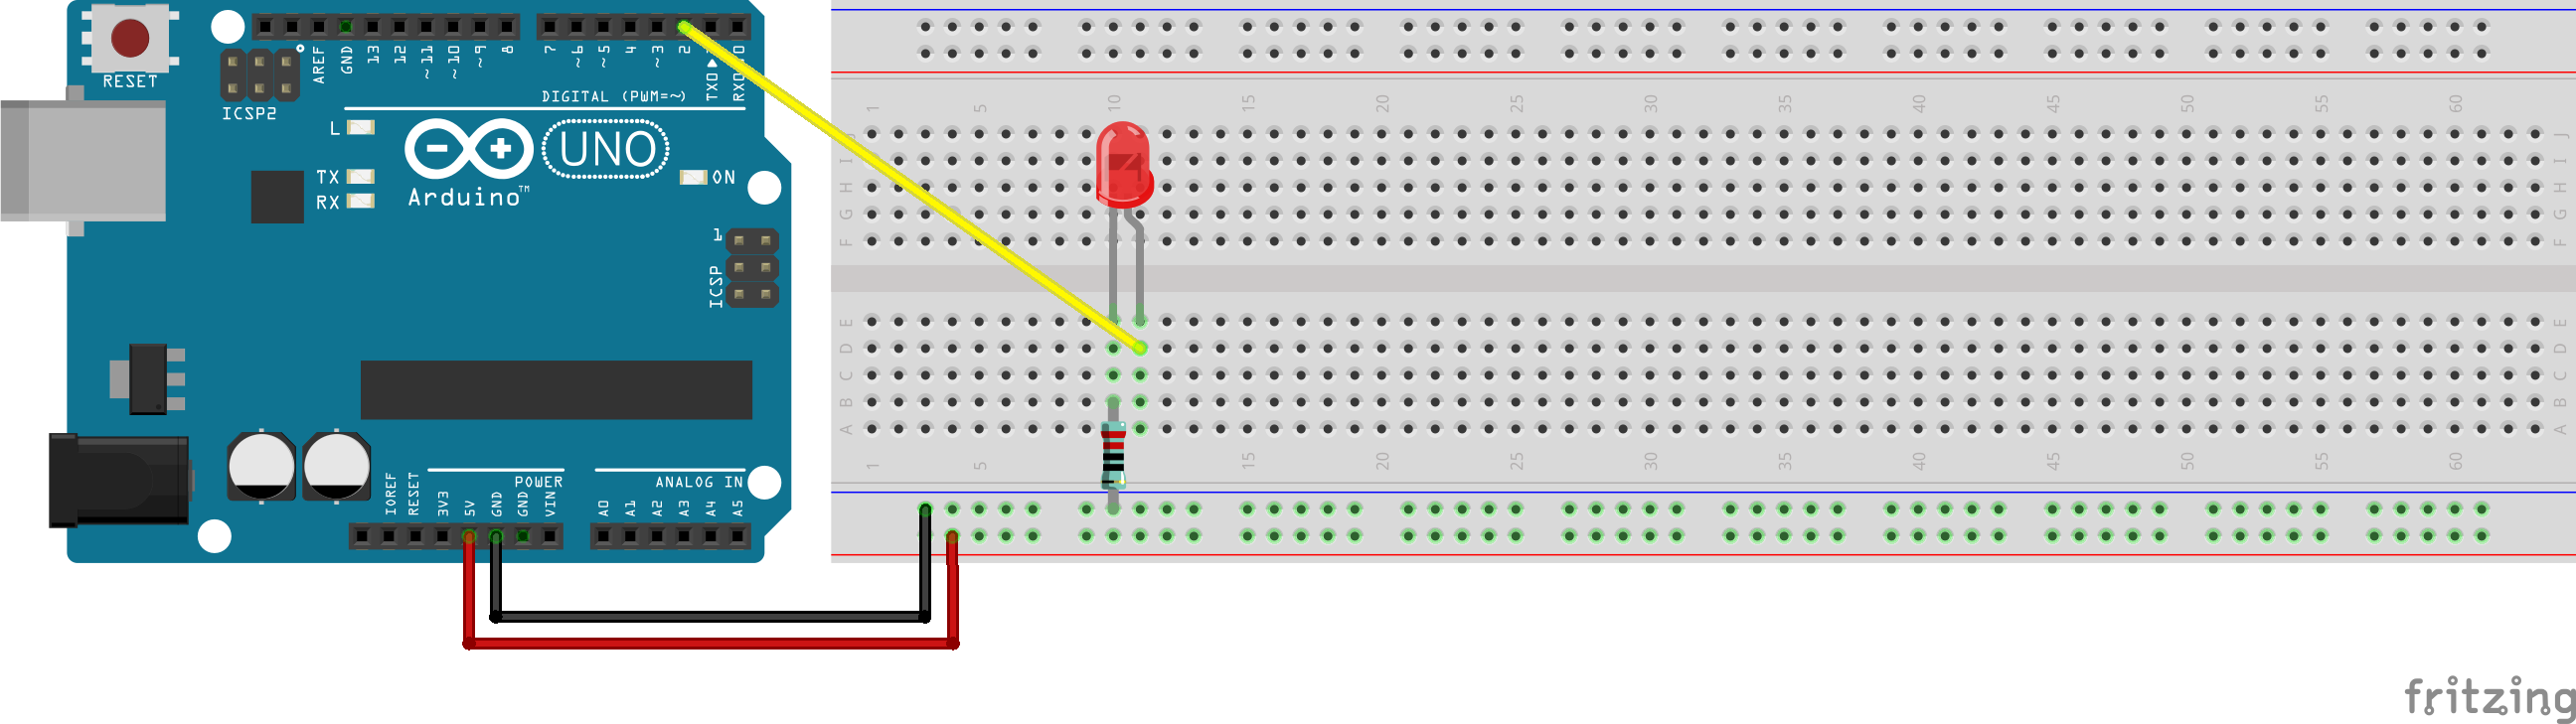 RESET
ICSP2
AREF
GND
13
12
~11
~10
~9
8
7
~6
~5
4
~3
2
TX0▶
RX0
DIGITAL (PWM=~)
L
TX
RX
UNO
Arduino™
ON
1
ICSP
IOREF
RESET
3V3
5V
GND
GND
VIN
POWER
A0
A1
A2
A3
A4
A5
ANALOG IN
1 5 10 15 20 25 30 35 40 45 50 55 60
J
I I
H H
G G
F F
E E
D D
C C
B B
A A
1 5 15 20 25 30 35 40 45 50 55 60
fritzing